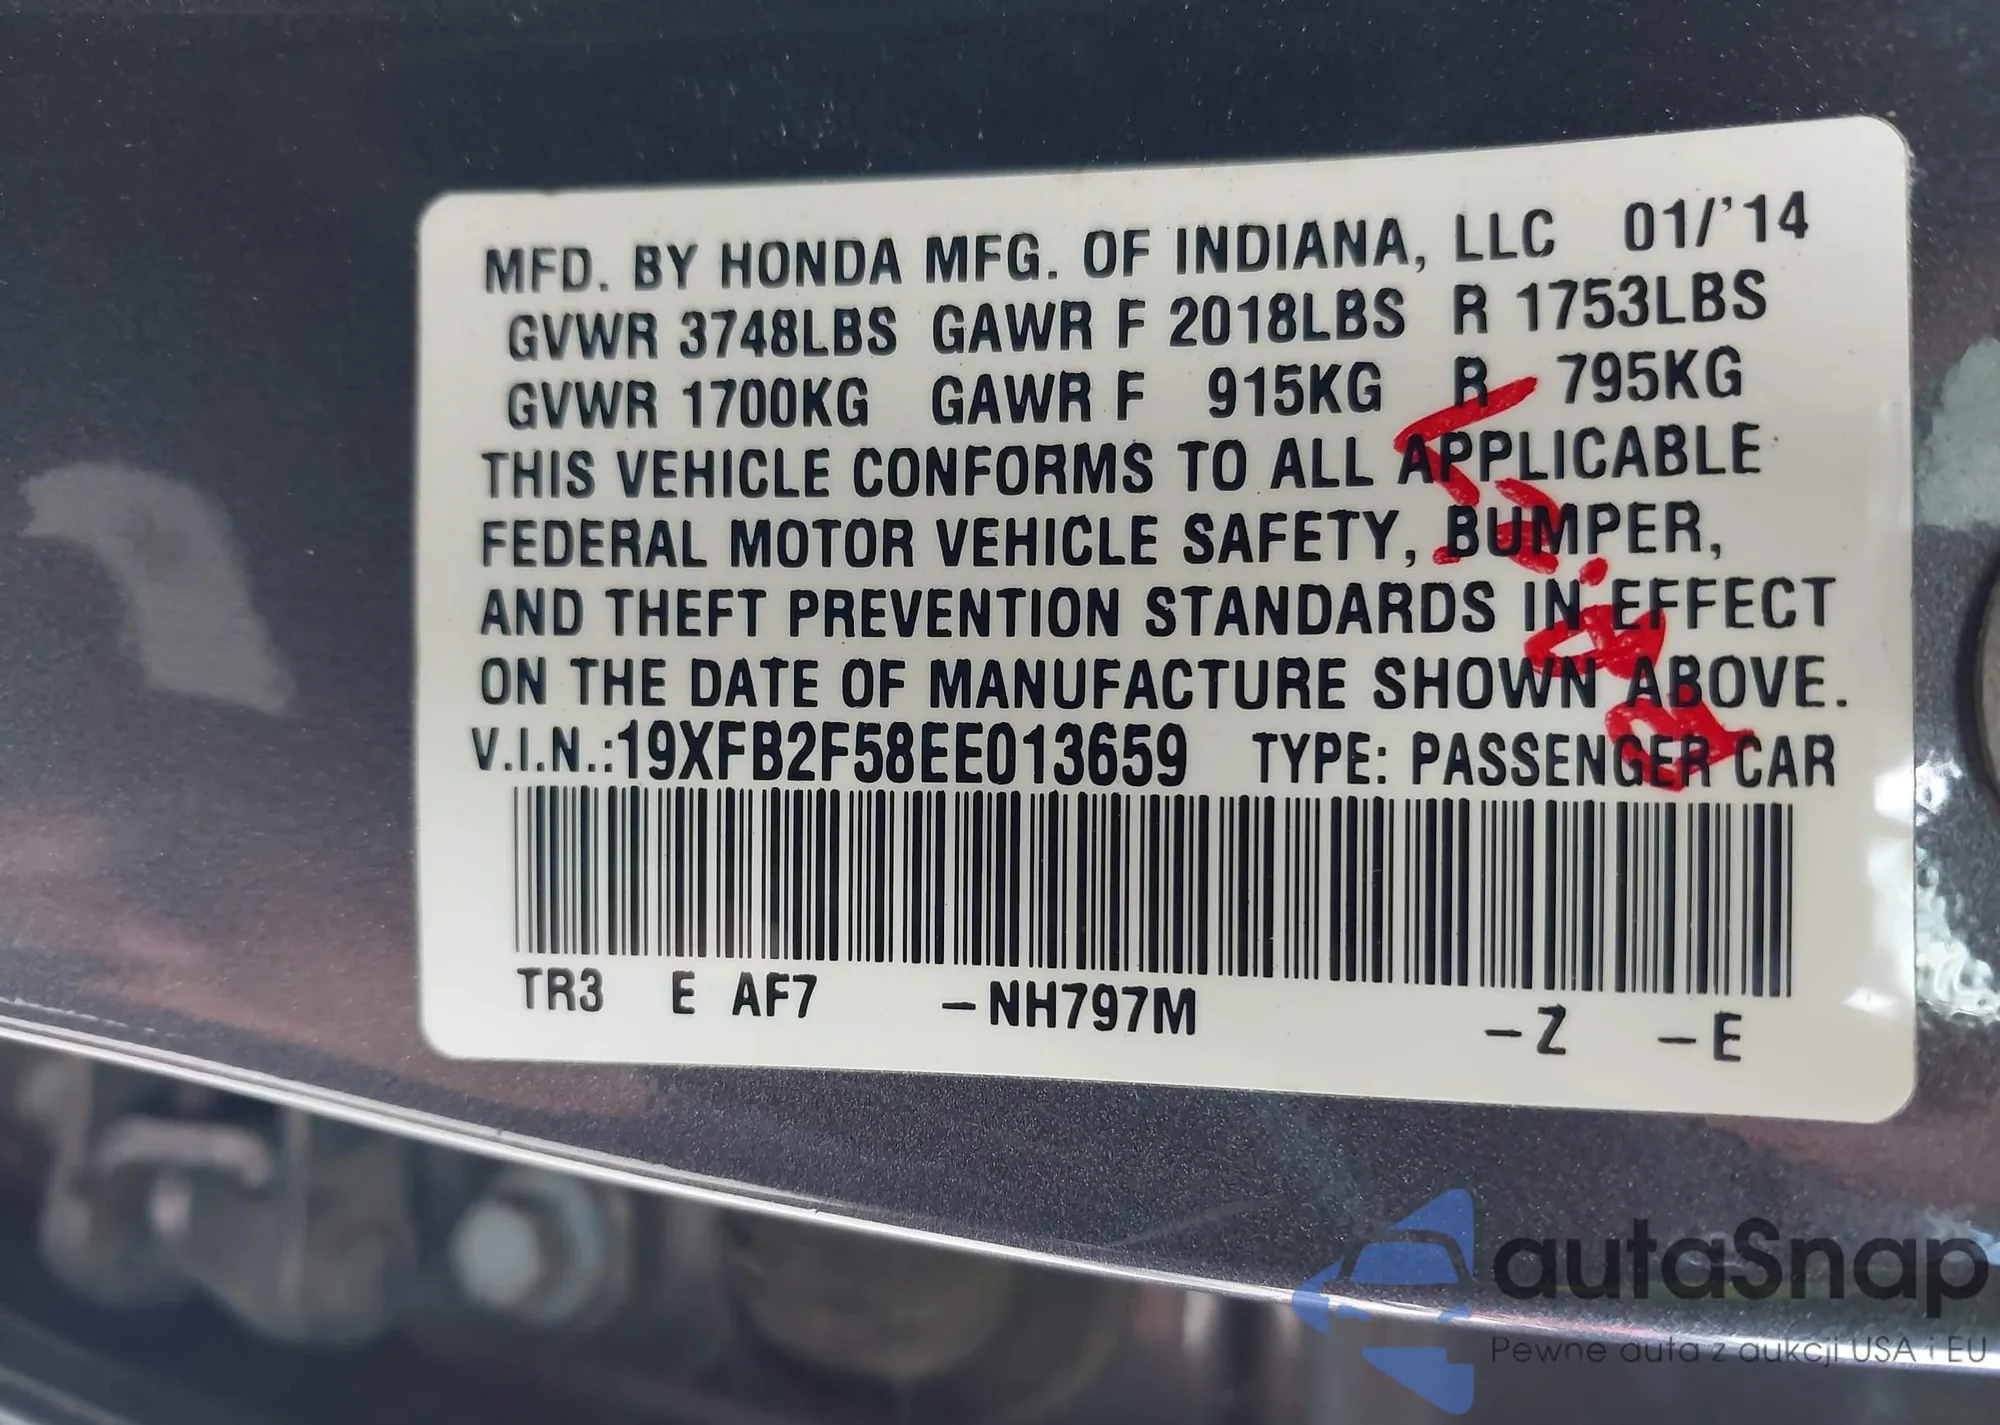 MFD. BY HONDA MFG. OF INDIANA, LLC 01/'14
GVWR 3748LBS GAWR F 2018LBS R 1753LBS
GVWR 1700KG GAWR F 915KG R 795KG
THIS VEHICLE CONFORMS TO ALL APPLICABLE
FEDERAL MOTOR VEHICLE SAFETY, BUMPER,
AND THEFT PREVENTION STANDARDS IN EFFECT
ON THE DATE OF MANUFACTURE SHOWN ABOVE.
V.I.N.:19XFB2F58EE013659 TYPE: PASSENGER CAR
TR3 E AF7 -NH797M -Z -E
autaSnap
Pewne auta z aukcji USA i EU